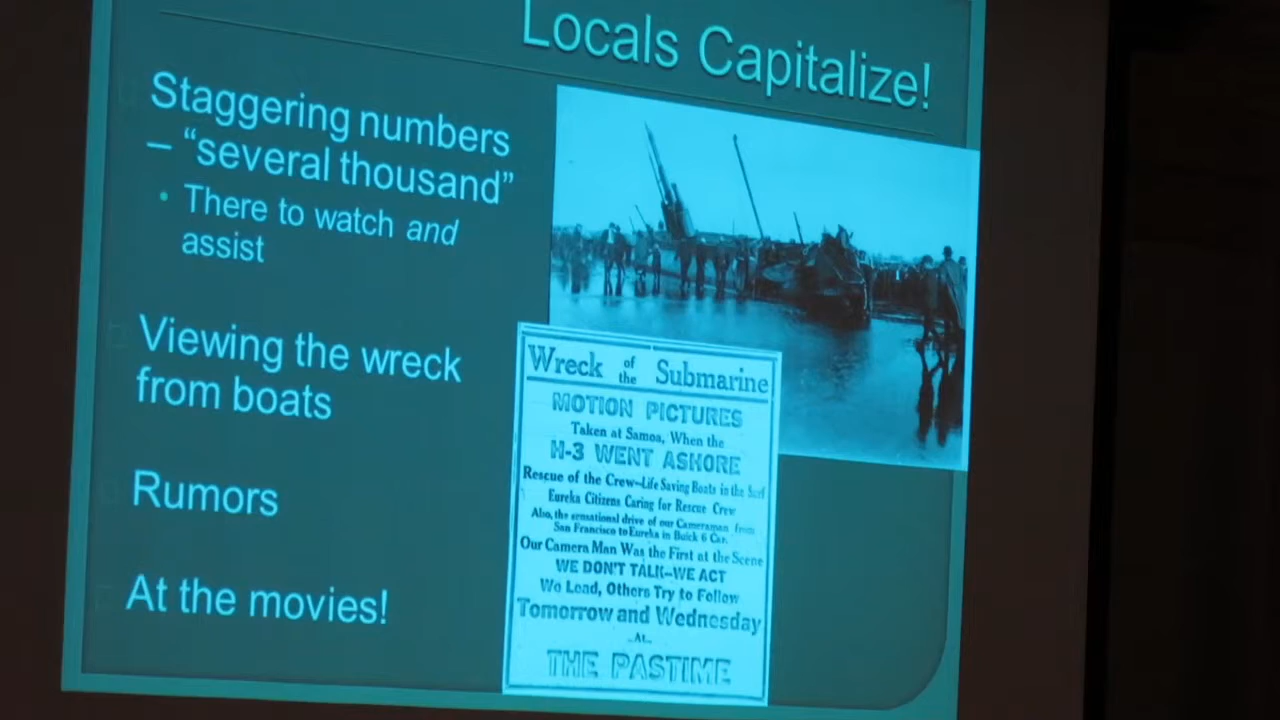 Locals Capitalize!
Staggering numbers
– “several thousand”
• There to watch and
assist
Viewing the wreck
from boats
Rumors
At the movies!
Wreck of the Submarine
MOTION PICTURES
Taken at Samoa, When the
H-3 WENT ASHORE
Rescue of the Crew—Life Saving Boats in the Surf
Eureka Citizens Caring for Rescue Crew
Also, the sensational drive of our Cameraman from
San Francisco to Eureka in Buick 6 Car.
Our Camera Man Was the First at the Scene
WE DON'T TALK—WE ACT
We Lead, Others Try to Follow
Tomorrow and Wednesday
..At..
THE PASTIME